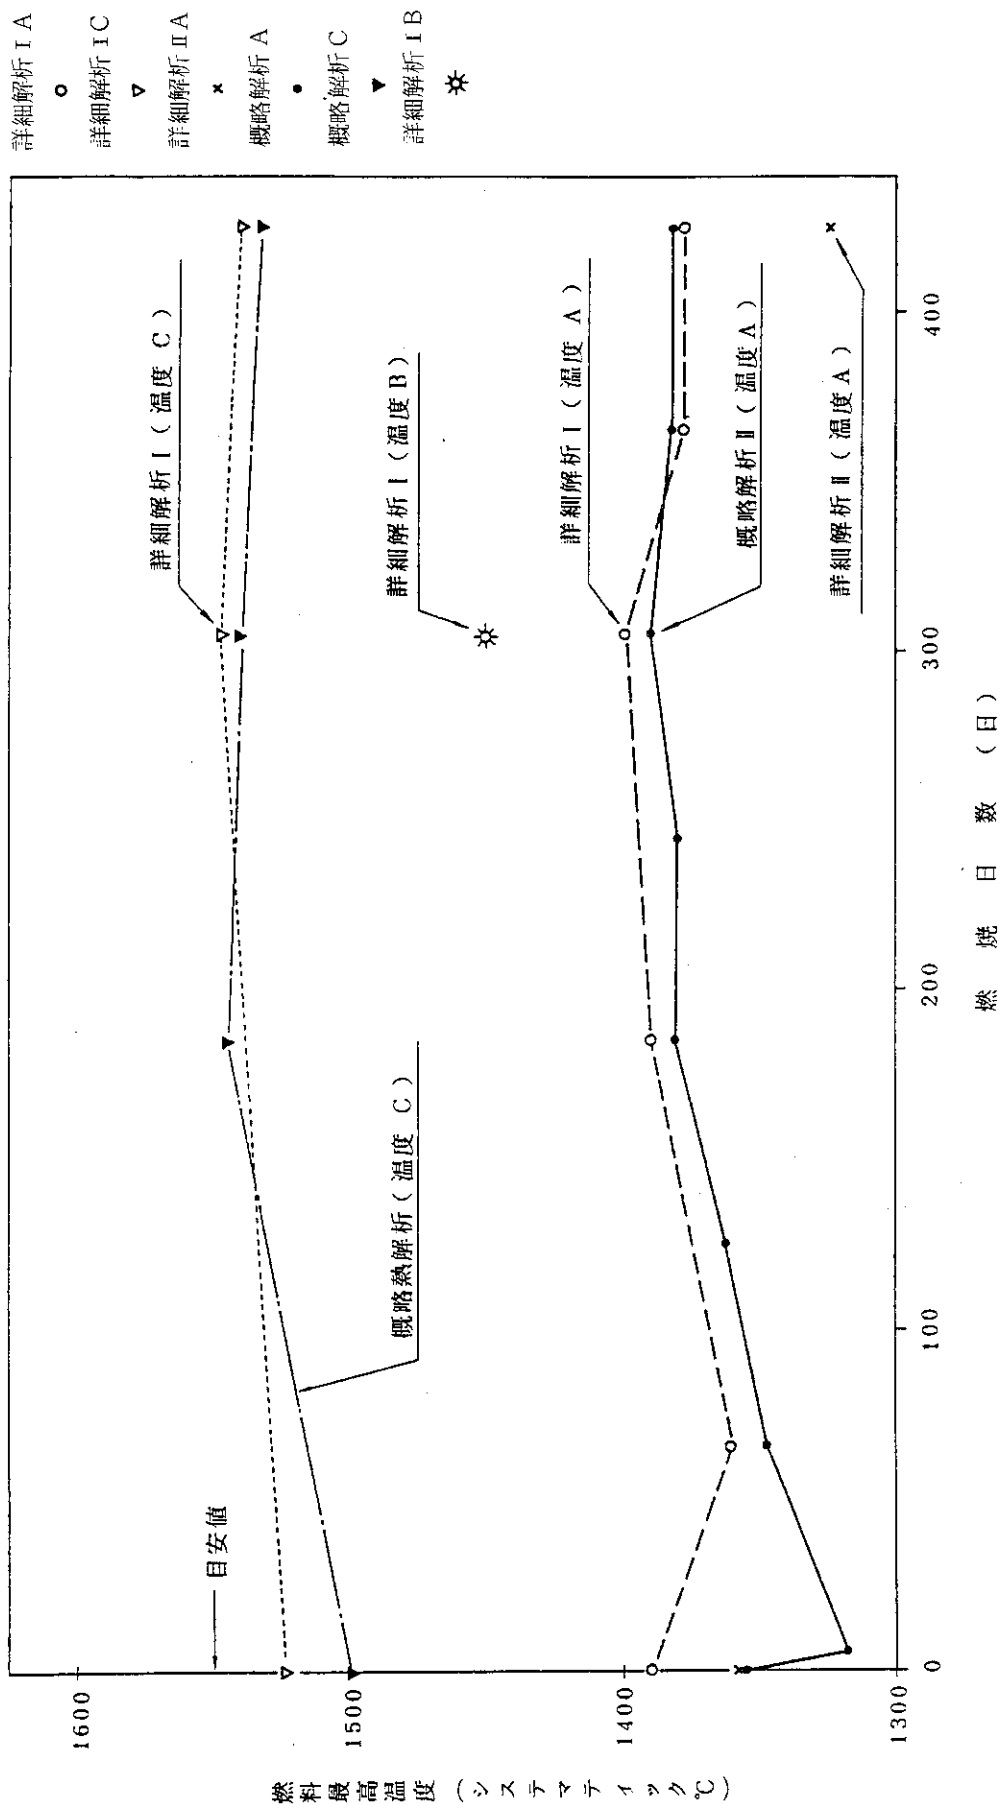 詳細解析ⅠA
詳細解析ⅠC
詳細解析ⅡA
概略解析A
概略解析C
詳細解析ⅠB
燃料最高温度(システマティック℃)
1600
1500
1400
1300
目安値
詳細解析Ⅰ(温度 C)
概略熱解析(温度 C)
詳細解析Ⅰ(温度B)
詳細解析Ⅰ(温度 A)
概略解析Ⅱ(温度A)
詳細解析Ⅱ(温度A)
0
100
200
300
400
燃 焼 日 数 (日)